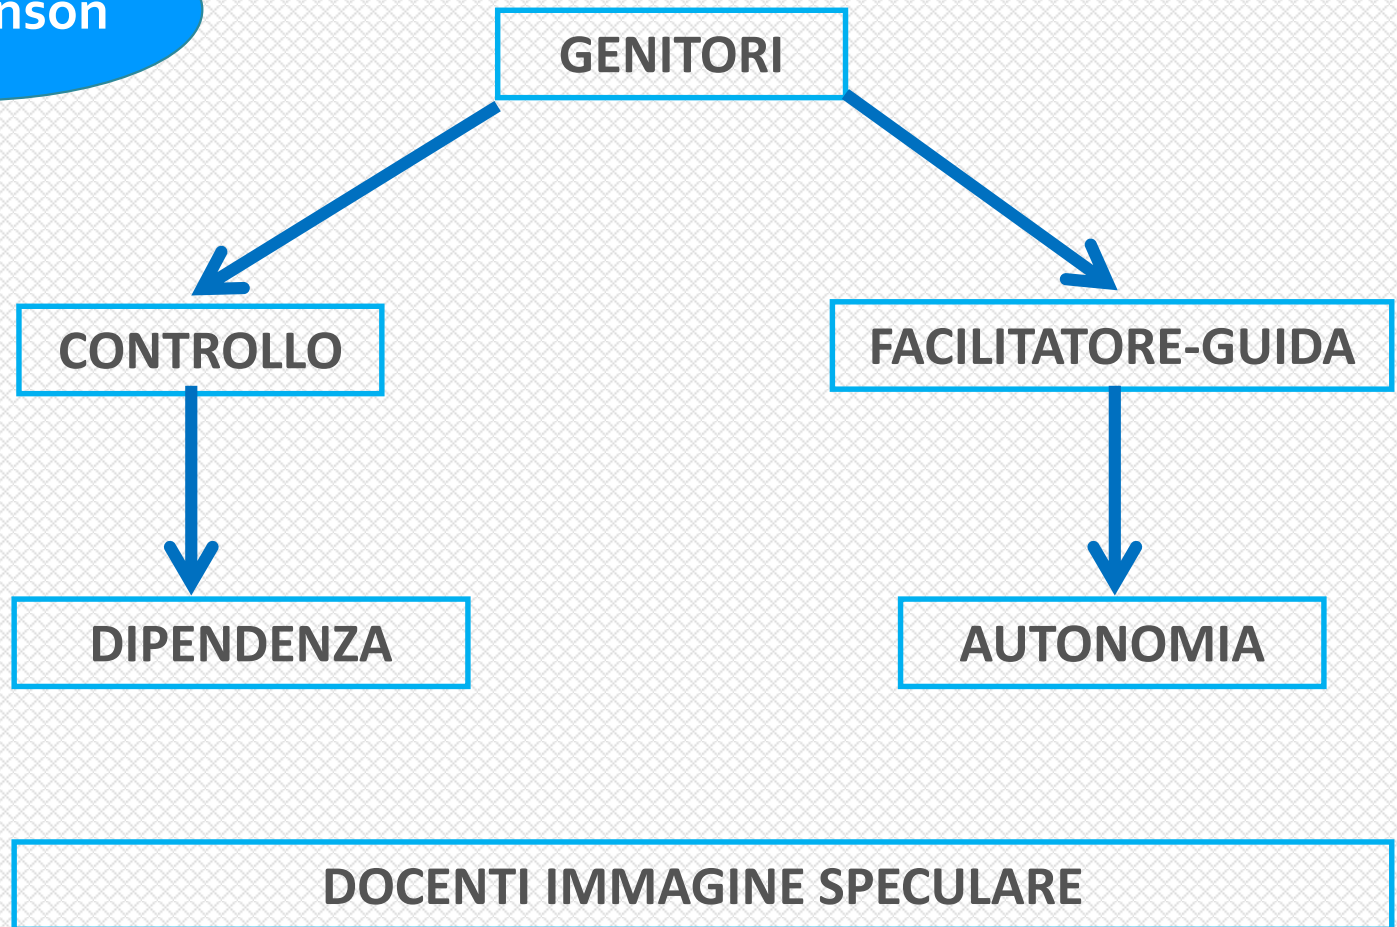 nson
GENITORI
CONTROLLO
FACILITATORE-GUIDA
DIPENDENZA
AUTONOMIA
DOCENTI IMMAGINE SPECULARE